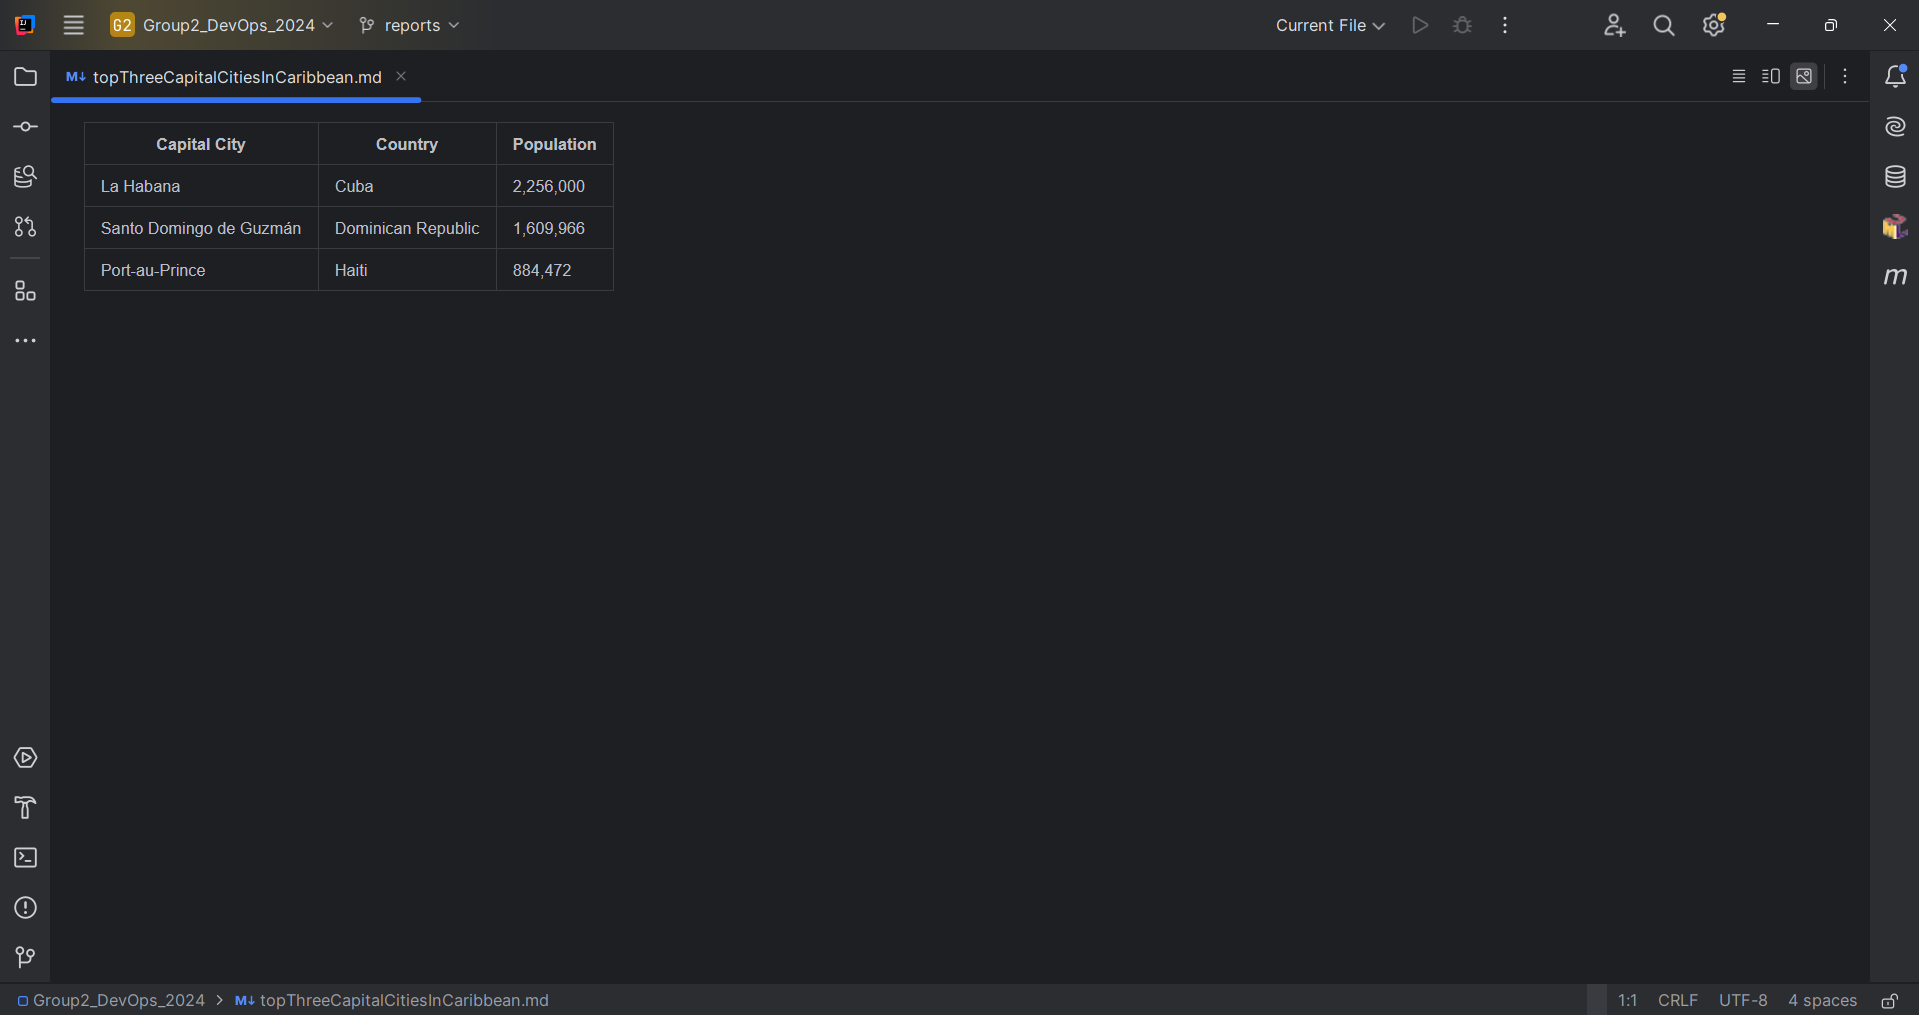 G2 Group2_DevOps_2024 reports Current File
M↓ topThreeCapitalCitiesInCaribbean.md
Capital City Country Population
La Habana Cuba 2,256,000
Santo Domingo de Guzmán Dominican Republic 1,609,966
Port-au-Prince Haiti 884,472
m
Group2_DevOps_2024 > M↓ topThreeCapitalCitiesInCaribbean.md 1:1 CRLF UTF-8 4 spaces